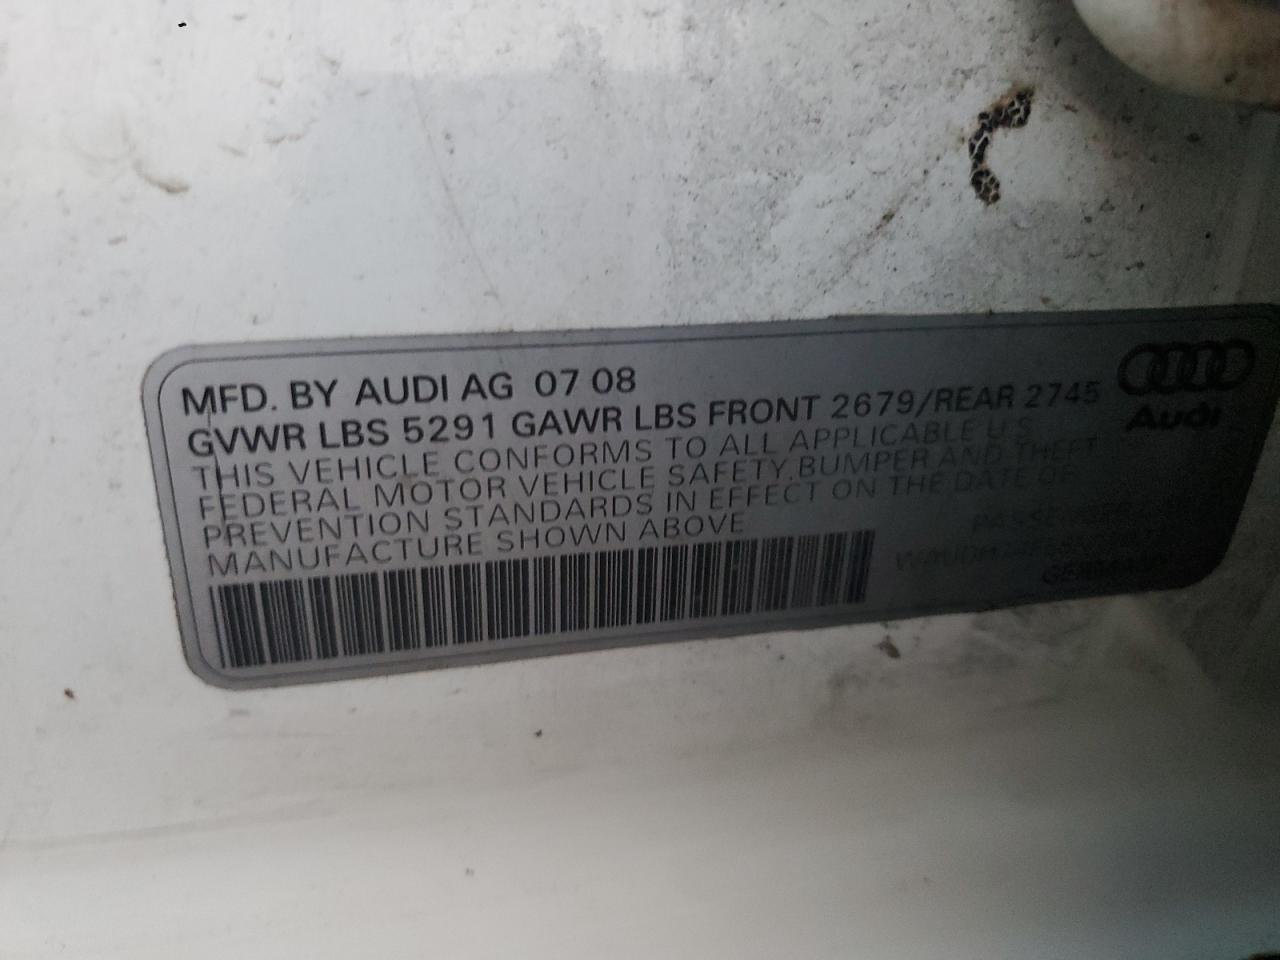 MFD. BY AUDI AG 07 08
GVWR LBS 5291 GAWR LBS FRONT 2679/REAR 2745
THIS VEHICLE CONFORMS TO ALL APPLICABLE U S
FEDERAL MOTOR VEHICLE SAFETY, BUMPER AND THEFT
PREVENTION STANDARDS IN EFFECT ON THE DATE OF
MANUFACTURE SHOWN ABOVE
Audi